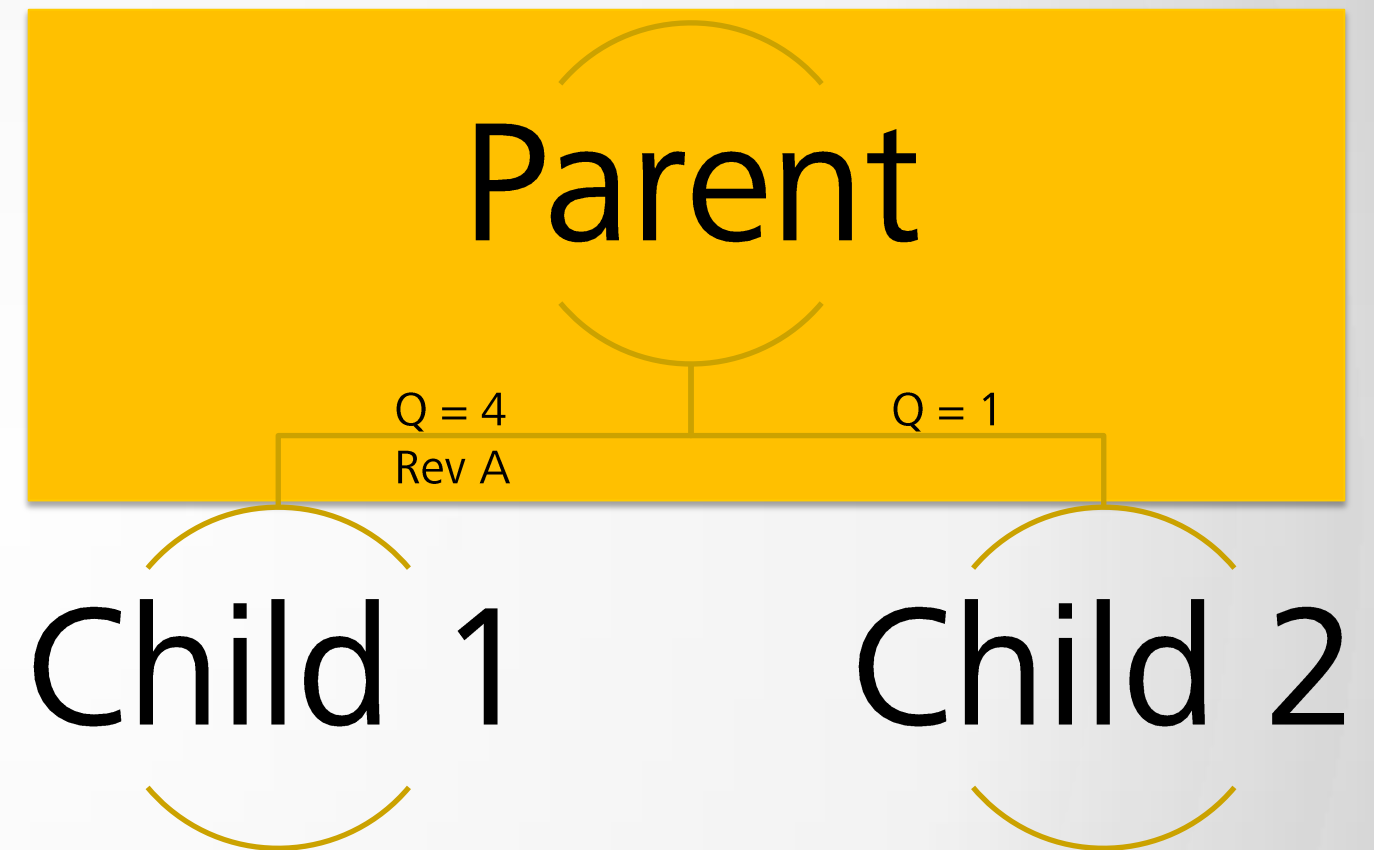 Parent
Q = 4
Q = 1
Rev A
Child 1
Child 2